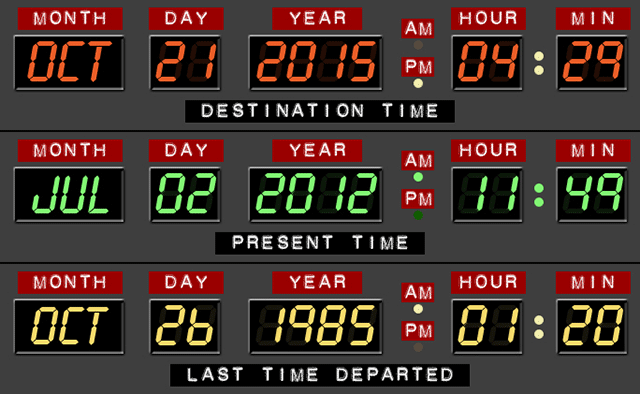 MONTH DAY YEAR AM HOUR MIN
OCT 21 2015 PM 04 : 29
DESTINATION TIME
MONTH DAY YEAR AM HOUR MIN
JUL 02 2012 PM 11 : 49
PRESENT TIME
MONTH DAY YEAR AM HOUR MIN
OCT 26 1985 PM 01 : 20
LAST TIME DEPARTED